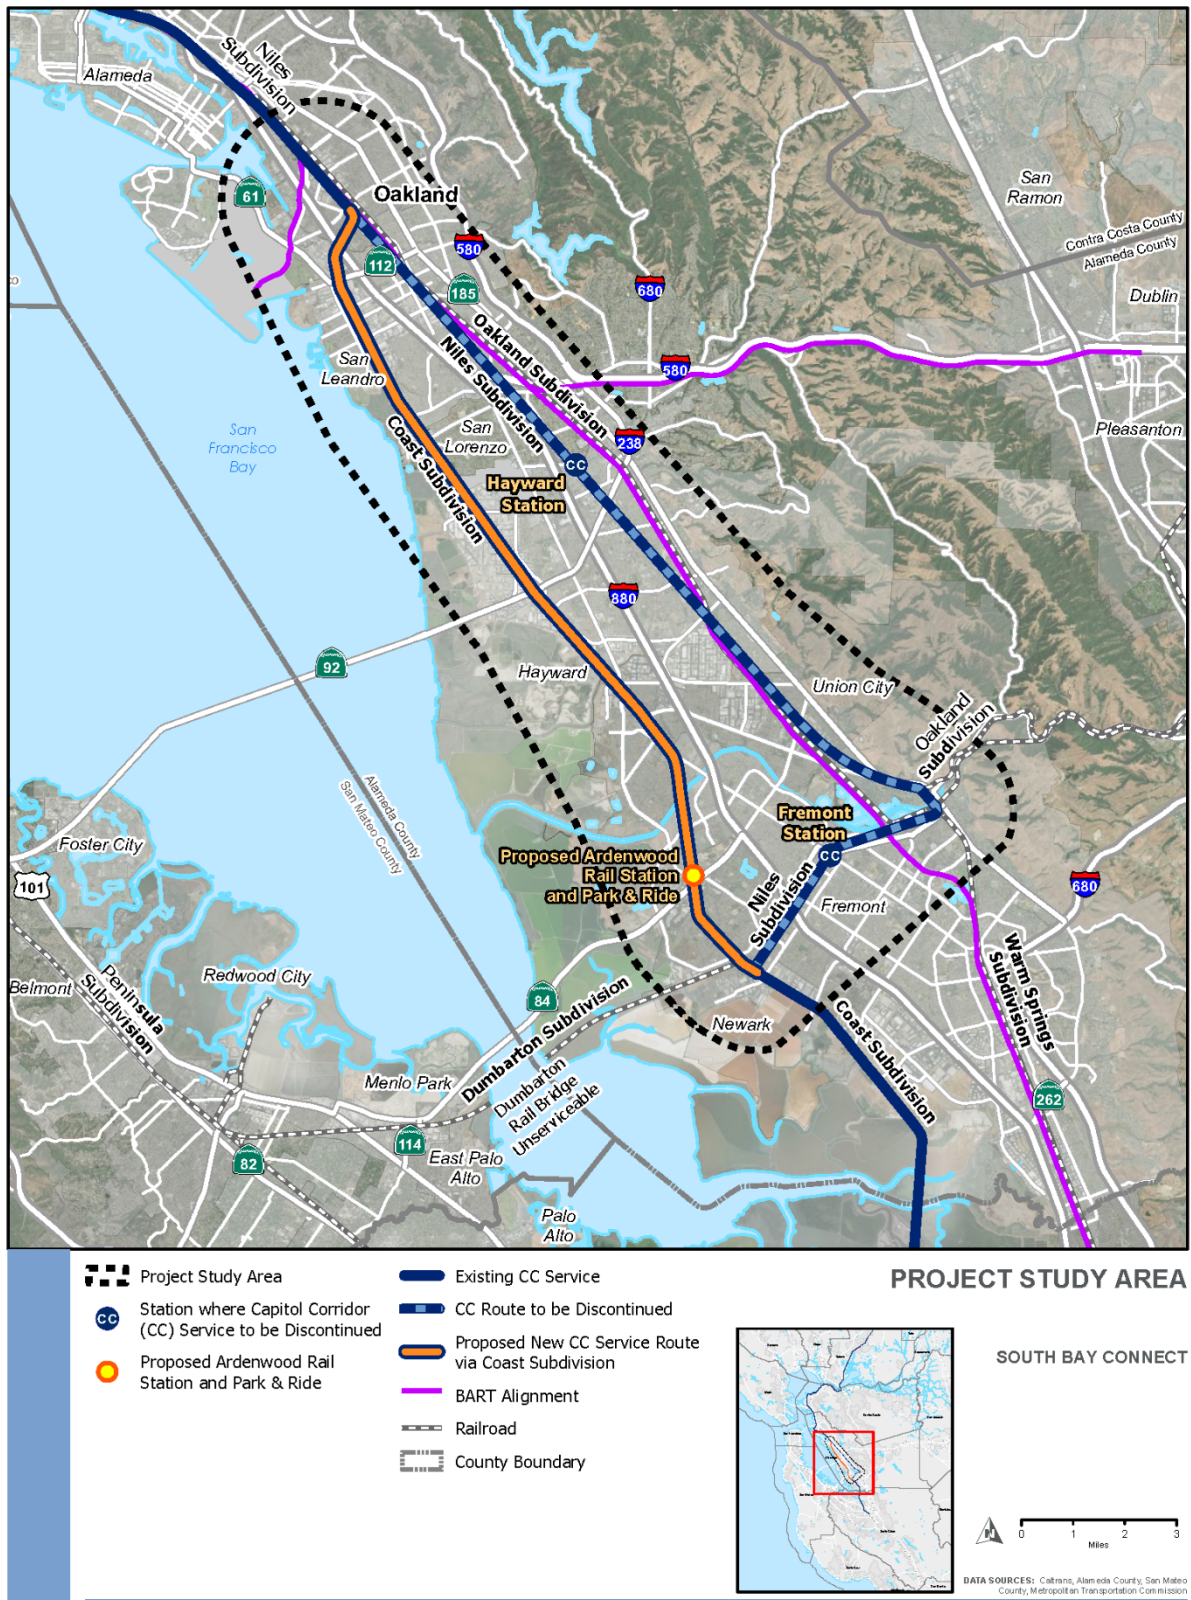 Alameda
Niles
Subdivision
61
Oakland
580
112
185
680
San
Ramon
Contra Costa County
Alameda County
Dublin
Oakland Subdivision
Niles Subdivision
580
San
Leandro
Coast Subdivision
San
Lorenzo
238
Pleasanton
San
Francisco
Bay
CC
Hayward
Station
880
92
Hayward
Union City
Oakland
Subdivision
Alameda County
San Mateo County
Foster City
101
Fremont
Station
CC
Proposed Ardenwood
Rail Station
and Park & Ride
Niles
Subdivision
Fremont
680
Belmont
Peninsula
Subdivision
Redwood City
84
Dumbarton Subdivision
Newark
Coast Subdivision
Warm Springs
Subdivision
Menlo Park
Dumbarton
Rail Bridge
Unserviceable
262
114
82
East Palo
Alto
Palo
Alto
Project Study Area
CC
Station where Capitol Corridor
(CC) Service to be Discontinued
Proposed Ardenwood Rail
Station and Park & Ride
Existing CC Service
CC Route to be Discontinued
Proposed New CC Service Route
via Coast Subdivision
BART Alignment
Railroad
County Boundary
PROJECT STUDY AREA
SOUTH BAY CONNECT
N
0 1 2 3
Miles
DATA SOURCES: Caltrans, Alameda County, San Mateo
County, Metropolitan Transportation Commission